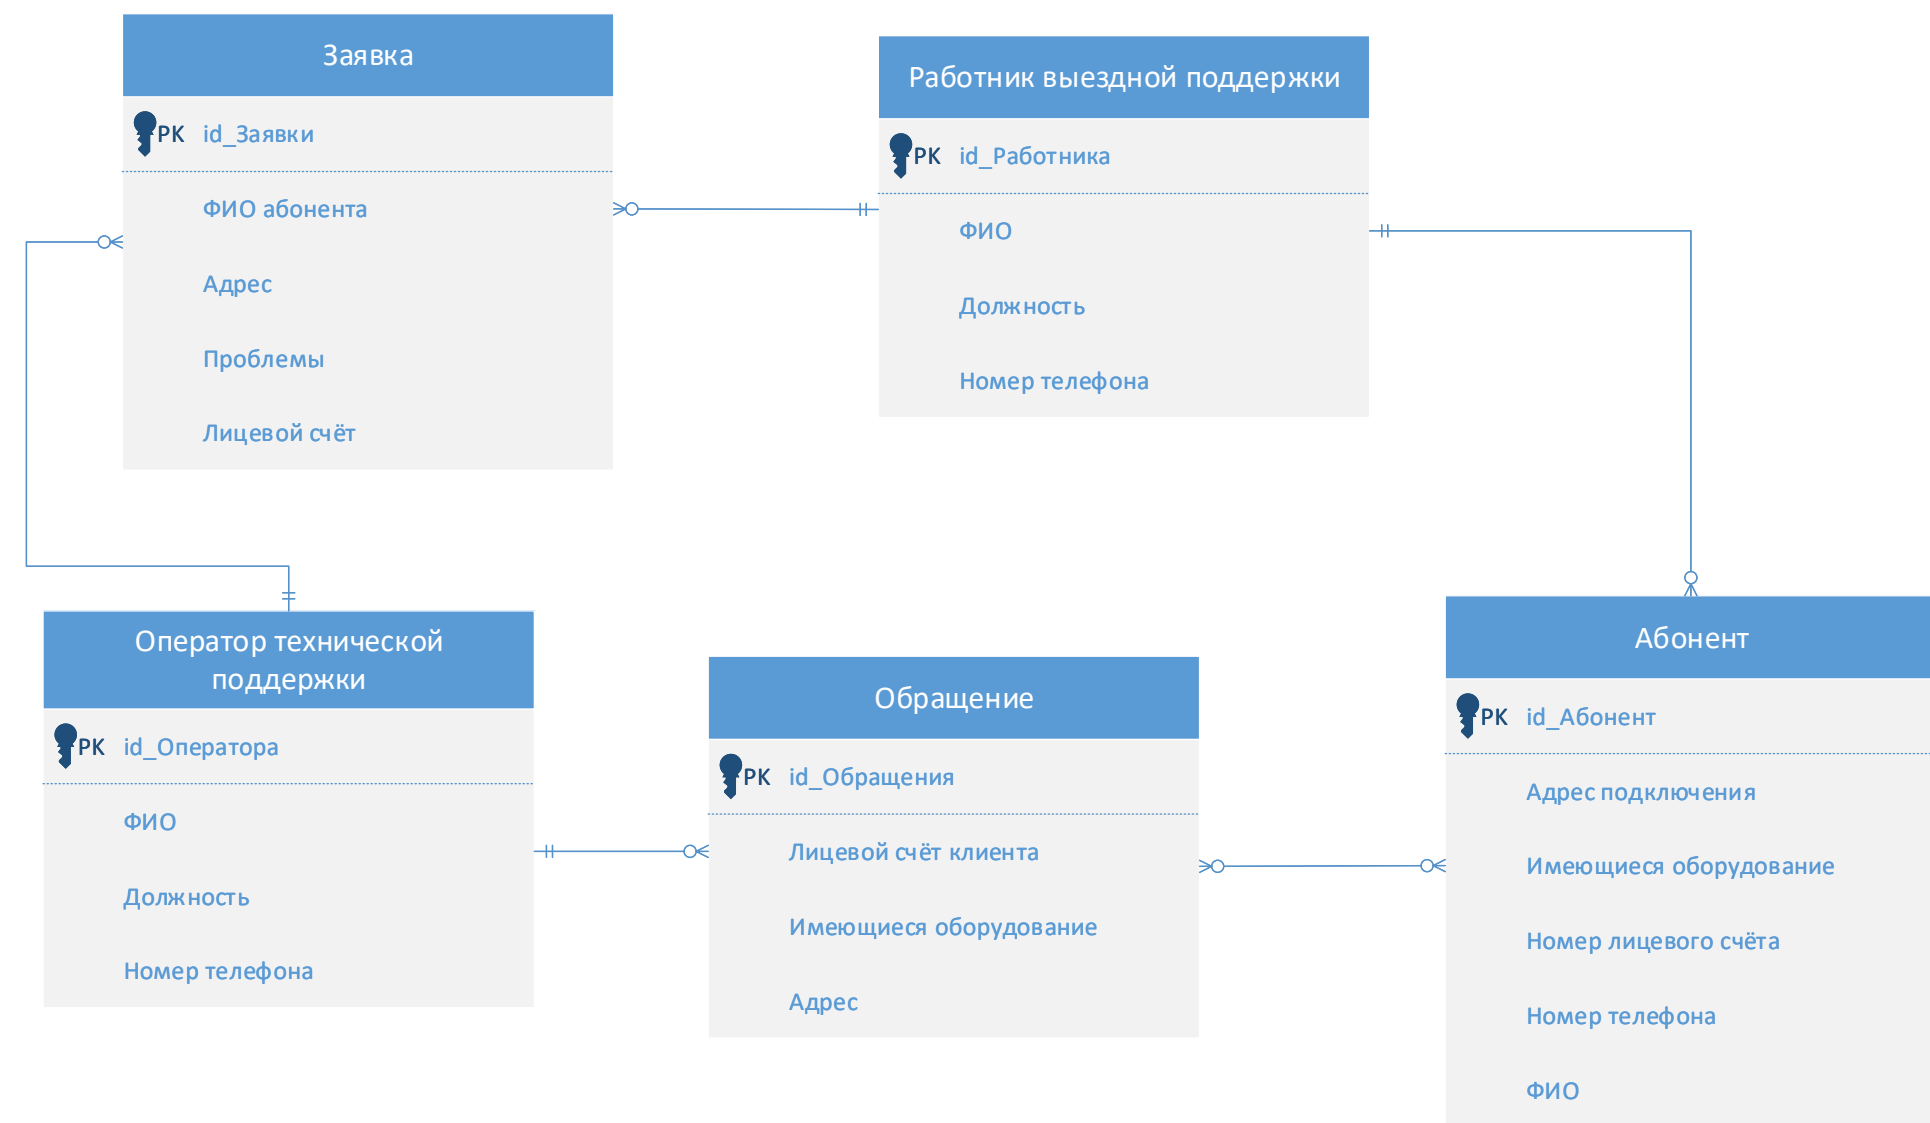 Заявка
PK id_Заявки
ФИО абонента
Адрес
Проблемы
Лицевой счёт
Работник выездной поддержки
PK id_Работника
ФИО
Должность
Номер телефона
Оператор технической
поддержки
PK id_Оператора
ФИО
Должность
Номер телефона
Обращение
PK id_Обращения
Лицевой счёт клиента
Имеющиеся оборудование
Адрес
Абонент
PK id_Абонент
Адрес подключения
Имеющиеся оборудование
Номер лицевого счёта
Номер телефона
ФИО